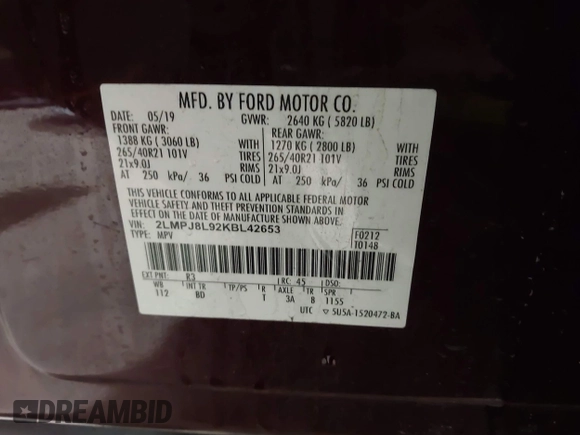 MFD. BY FORD MOTOR CO.
DATE: 05/19 GVWR: 2640 KG ( 5820 LB)
FRONT GAWR: REAR GAWR:
1388 KG ( 3060 LB) WITH 1270 KG ( 2800 LB) WITH
265/40R21 101V TIRES 265/40R21 101V TIRES
21x9.0J RIMS 21x9.0J RIMS
AT 250 kPa/ 36 PSI COLD AT 250 kPa/ 36 PSI COLD
THIS VEHICLE CONFORMS TO ALL APPLICABLE FEDERAL MOTOR
VEHICLE SAFETY AND THEFT PREVENTION STANDARDS IN
EFFECT ON THE DATE OF MANUFACTURE SHOWN ABOVE.
VIN: 2LMPJ8L92KBL42653 F0212
TYPE: MPV T0148
EXT PNT: R3 RC: 45 DSO:
WB INT TR TP/PS R AXLE TR SPR
112 BD T 3A B 1155
UTC ▽ SU5A-1520472-BA
DREAMBID